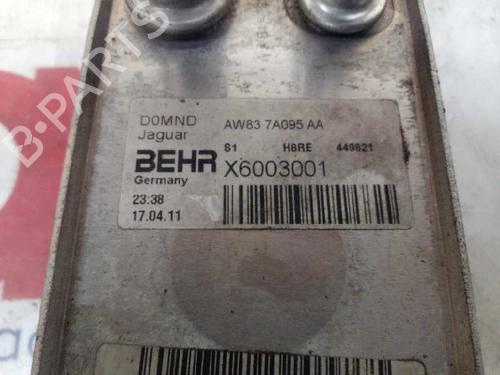 B-PARTS
D0MND AW83 7A095 AA
Jaguar S1 H8RE 449821
BEHR X6003001
Germany
23:38
17.04.11